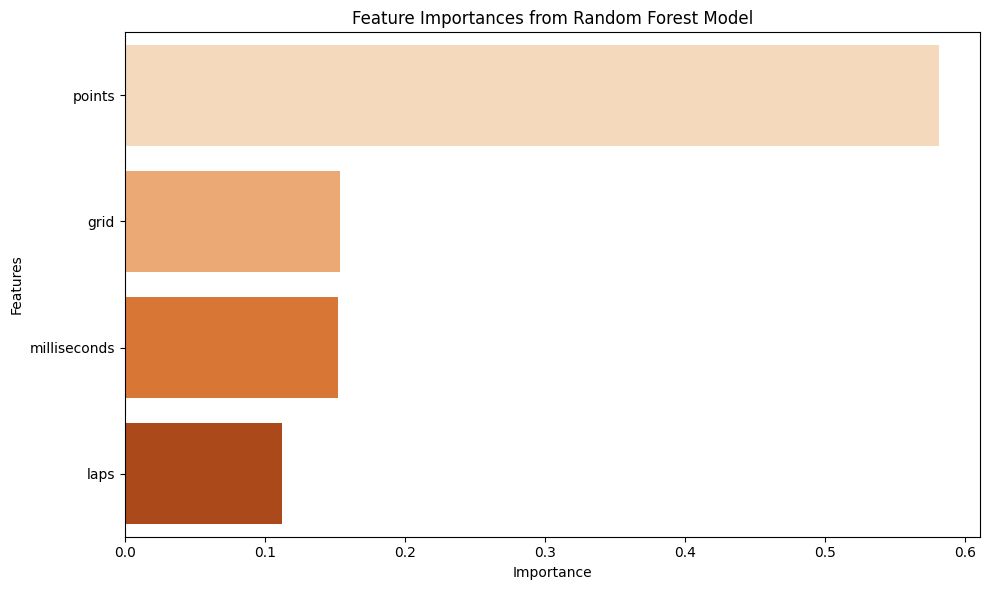 Feature Importances from Random Forest Model
points
grid
milliseconds
laps
Features
0.0 0.1 0.2 0.3 0.4 0.5 0.6
Importance